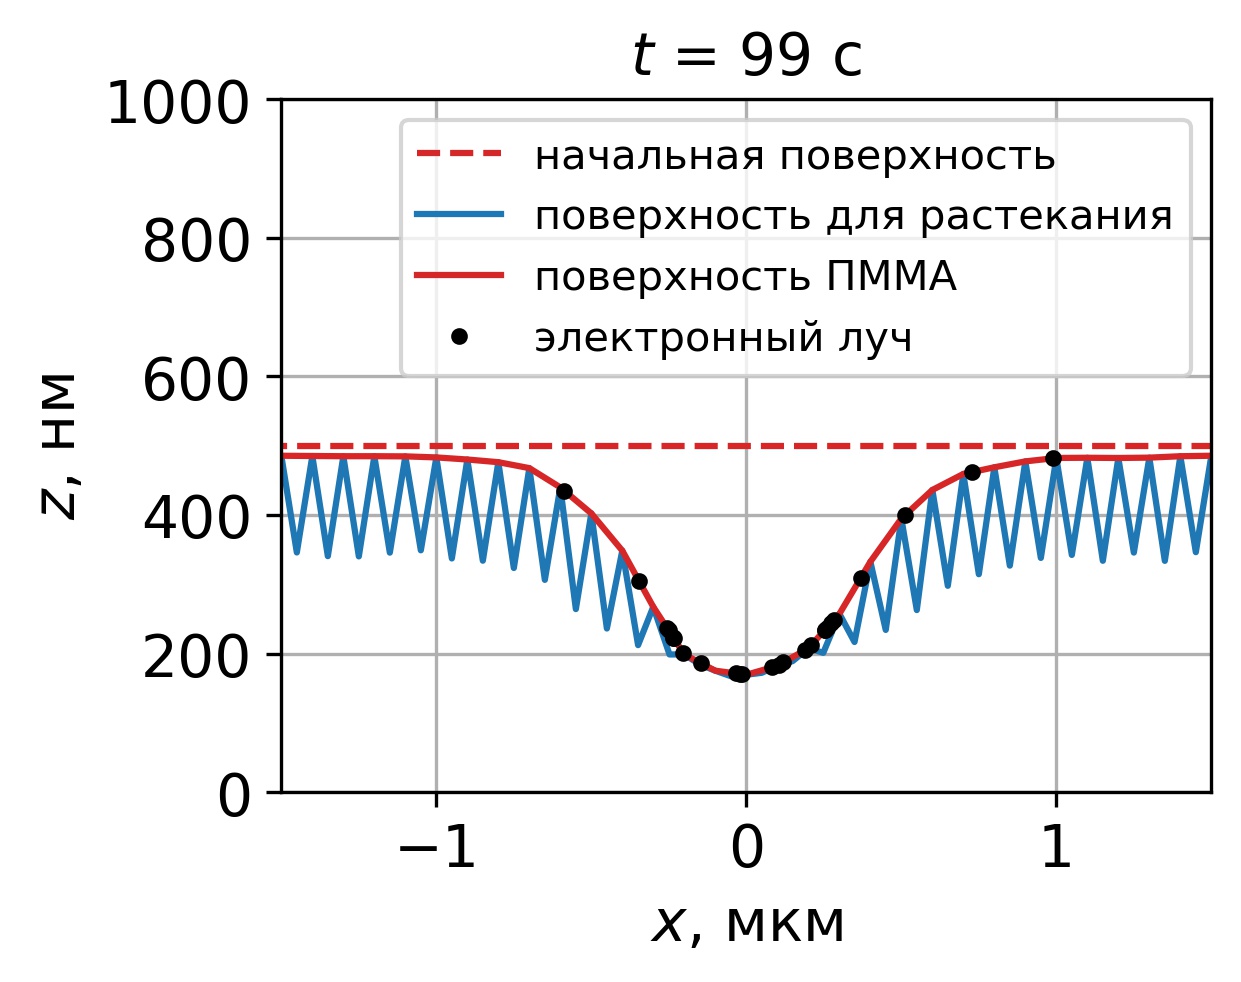 t = 99 с
1000
800
600
400
200
0
z, нм
начальная поверхность
поверхность для растекания
поверхность ПММА
электронный луч
−1 0 1
x, мкм